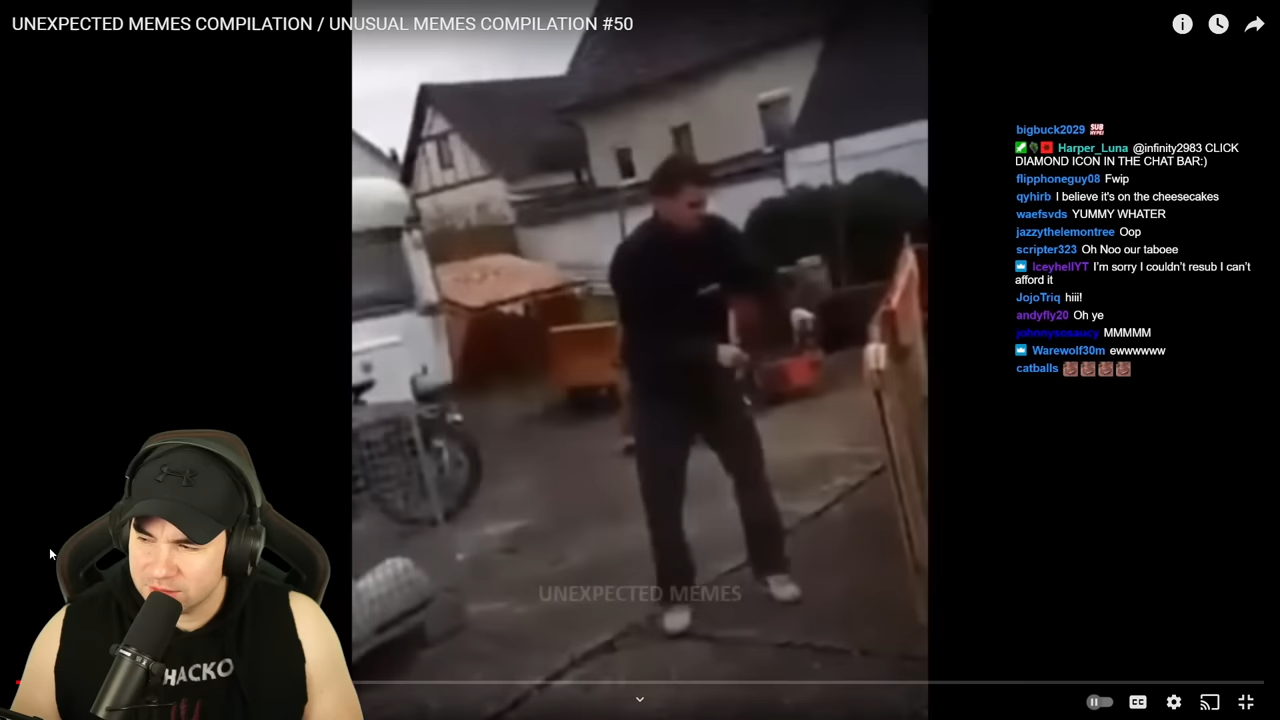 UNEXPECTED MEMES COMPILATION / UNUSUAL MEMES COMPILATION #50
bigbuck2029
Harper_Luna @infinity2983 CLICK
DIAMOND ICON IN THE CHAT BAR:)
flipphoneguy08 Fwip
qyhirb I believe it's on the cheesecakes
waefsvds YUMMY WHATER
jazzythelemontree Oop
scripter323 Oh Noo our taboee
IceyhellYT I'm sorry I couldn't resub I can't
afford it
JojoTriq hiii!
andyfly20 Oh ye
MMMMM
Warewolf30m ewwwwww
catballs
UNEXPECTED MEMES
HACKO
CC